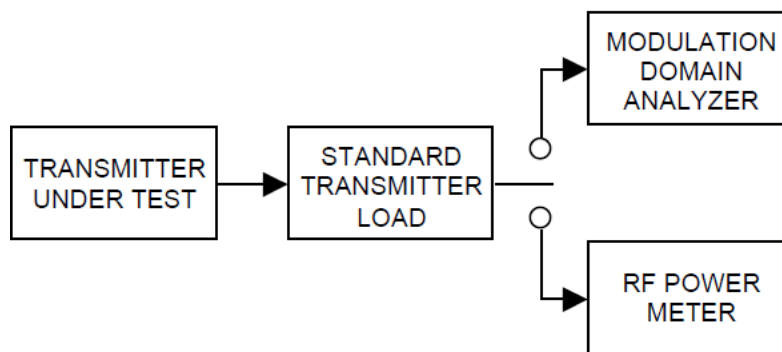 TRANSMITTER
UNDER TEST
STANDARD
TRANSMITTER
LOAD
MODULATION
DOMAIN
ANALYZER
RF POWER
METER